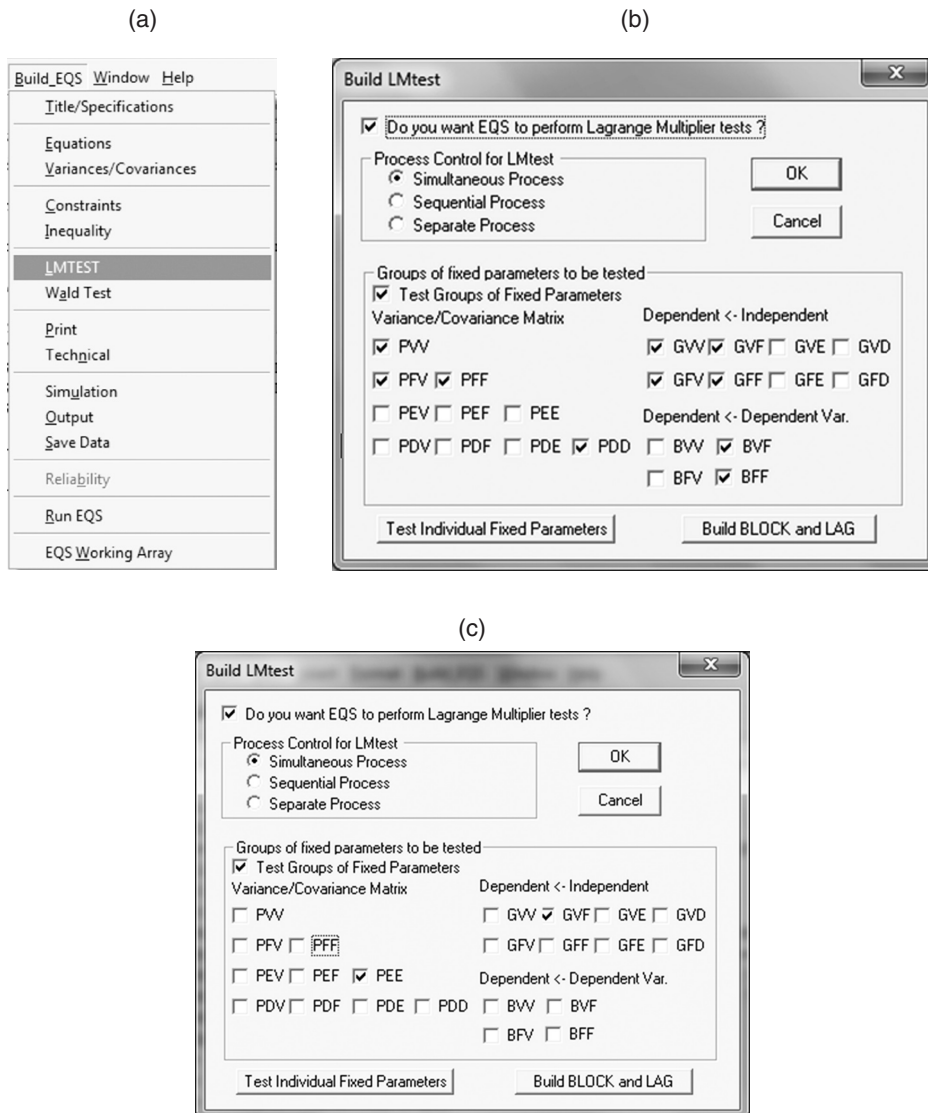 (a)
Build_EQS Window Help
Title/Specifications
Equations
Variances/Covariances
Constraints
Inequality
LMTEST
Wald Test
Print
Technical
Simulation
Output
Save Data
Reliability
Run EQS
EQS Working Array
(b)
Build LMtest
Do you want EQS to perform Lagrange Multiplier tests ?
Process Control for LMtest
Simultaneous Process
Sequential Process
Separate Process
OK
Cancel
Groups of fixed parameters to be tested
Test Groups of Fixed Parameters
Variance/Covariance Matrix
Dependent <- Independent
PVV
GVV GVF GVE GVD
PFV PFF
GFV GFF GFE GFD
PEV PEF PEE
Dependent <- Dependent Var.
PDV PDF PDE PDD
BVV BVF
BFV BFF
Test Individual Fixed Parameters
Build BLOCK and LAG
(c)
Build LMtest
Do you want EQS to perform Lagrange Multiplier tests ?
Process Control for LMtest
Simultaneous Process
Sequential Process
Separate Process
OK
Cancel
Groups of fixed parameters to be tested
Test Groups of Fixed Parameters
Variance/Covariance Matrix
Dependent <- Independent
PVV
GVV GVF GVE GVD
PFV PFF
GFV GFF GFE GFD
PEV PEF PEE
Dependent <- Dependent Var.
PDV PDF PDE PDD
BVV BVF
BFV BFF
Test Individual Fixed Parameters
Build BLOCK and LAG